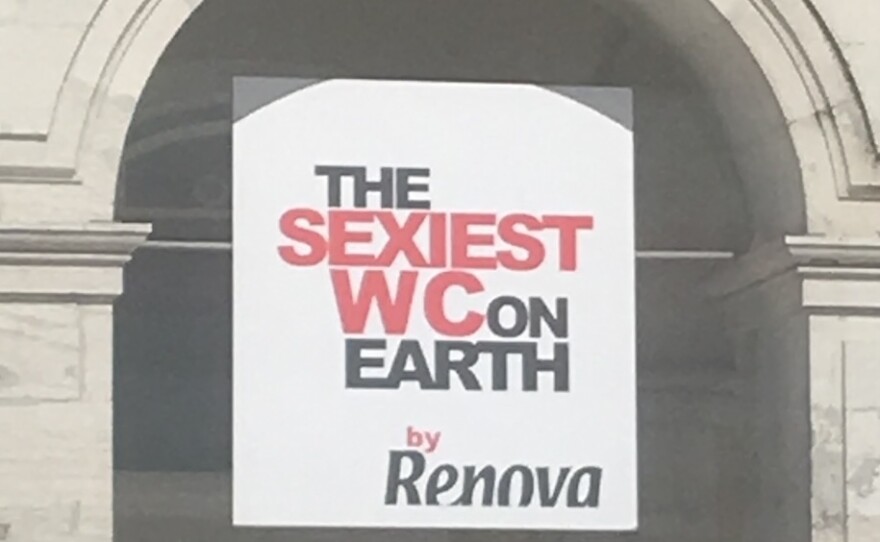 THE
SEXIEST
WC ON
EARTH
by
Renova